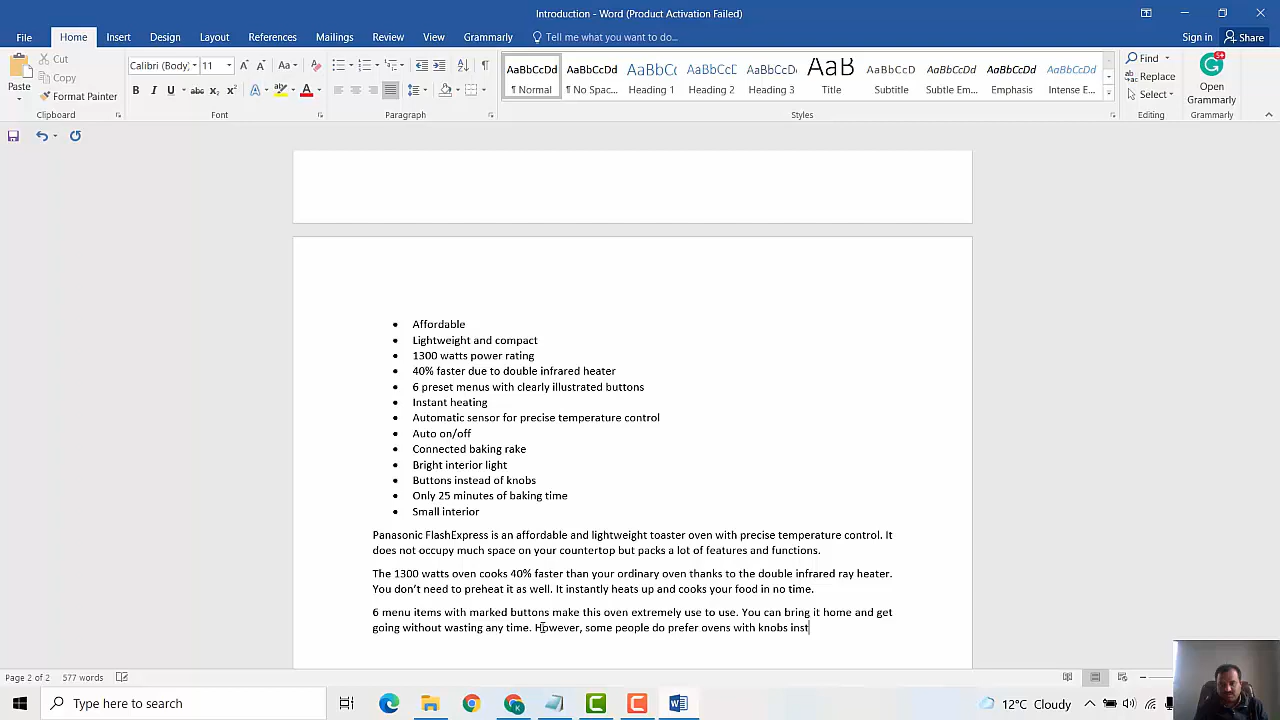 Introduction - Word (Product Activation Failed)
File Home Insert Design Layout References Mailings Review View Grammarly Tell me what you want to do... Sign in Share
Cut
Copy
Format Painter
Paste
Clipboard
Calibri (Body) 11
Font
Paragraph
AaBbCcDd AaBbCcDd AaBbCc AaBbCcD AaBbCcD AaB AaBbCcD AaBbCcDd AaBbCcDd AaBbCcDd
¶ Normal ¶ No Spac... Heading 1 Heading 2 Heading 3 Title Subtitle Subtle Em... Emphasis Intense E...
Styles
Find
Replace
Select
Editing
Open
Grammarly
Grammarly
• Affordable
• Lightweight and compact
• 1300 watts power rating
• 40% faster due to double infrared heater
• 6 preset menus with clearly illustrated buttons
• Instant heating
• Automatic sensor for precise temperature control
• Auto on/off
• Connected baking rake
• Bright interior light
• Buttons instead of knobs
• Only 25 minutes of baking time
• Small interior
Panasonic FlashExpress is an affordable and lightweight toaster oven with precise temperature control. It
does not occupy much space on your countertop but packs a lot of features and functions.
The 1300 watts oven cooks 40% faster than your ordinary oven thanks to the double infrared ray heater.
You don't need to preheat it as well. It instantly heats up and cooks your food in no time.
6 menu items with marked buttons make this oven extremely use to use. You can bring it home and get
going without wasting any time. However, some people do prefer ovens with knobs inst
Page 2 of 2 577 words
Type here to search
12°C Cloudy